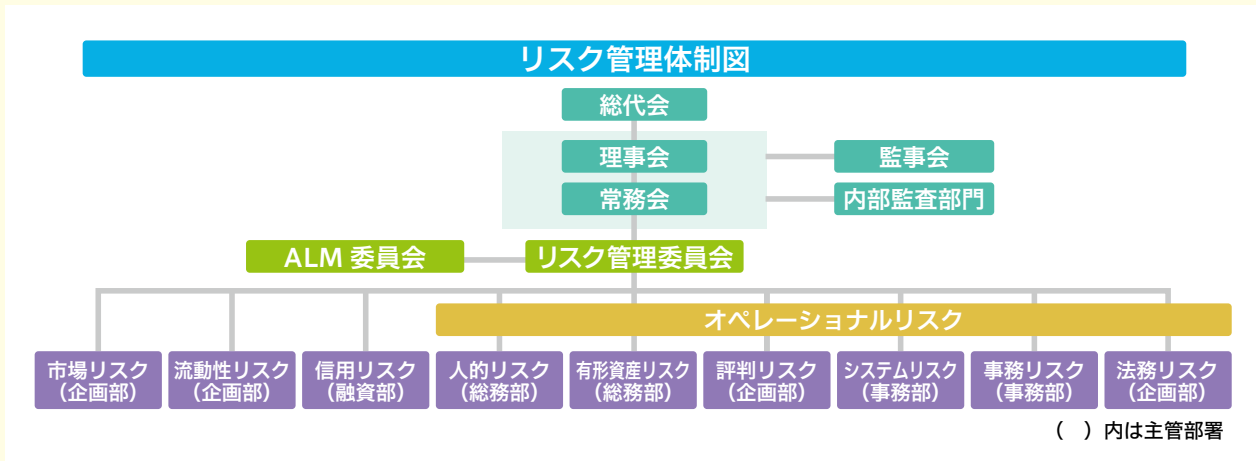 リスク管理体制図
総代会
理事会
監事会
常務会
内部監査部門
ALM 委員会
リスク管理委員会
オペレーショナルリスク
市場リスク
(企画部)
流動性リスク
(企画部)
信用リスク
(融資部)
人的リスク
(総務部)
有形資産リスク
(総務部)
評判リスク
(企画部)
システムリスク
(事務部)
事務リスク
(事務部)
法務リスク
(企画部)
(　)内は主管部署